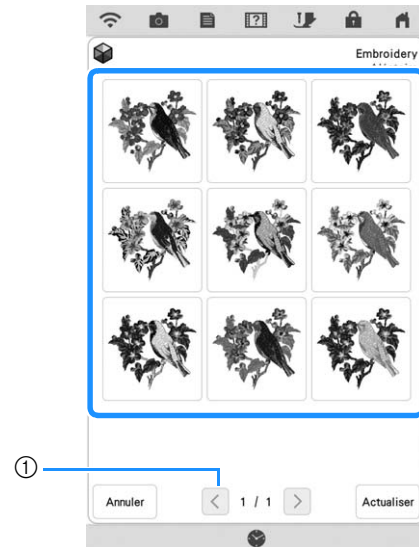 Embroidery
①
Annuler
1 / 1
Actualiser